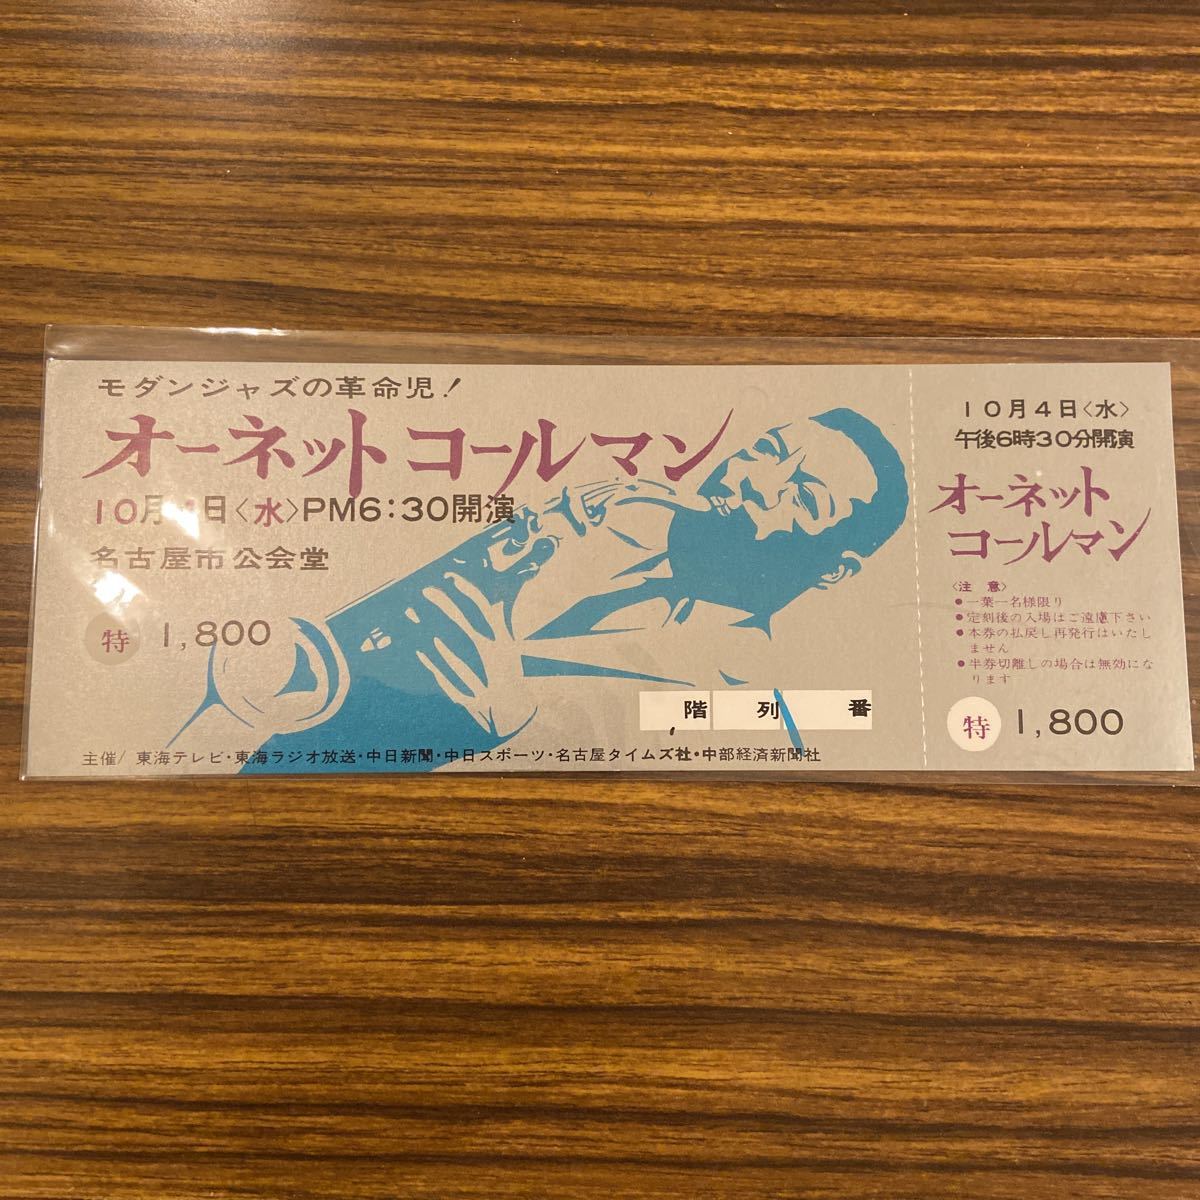 モダンジャズの革命児!
オーネット コールマン
10月4日〈水〉PM6:30開演
名古屋市公会堂
特 1,800
階 列 番
主催/東海テレビ・東海ラジオ放送・中日新聞・中日スポーツ・名古屋タイムズ社・中部経済新聞社
10月4日〈水〉
午後6時30分開演
オーネット
コールマン
〈注 意〉
●一葉一名様限り
●定刻後の入場はご遠慮下さい
●本券の払戻し再発行はいたし
ません
●半券切離しの場合は無効にな
ります
特 1,800